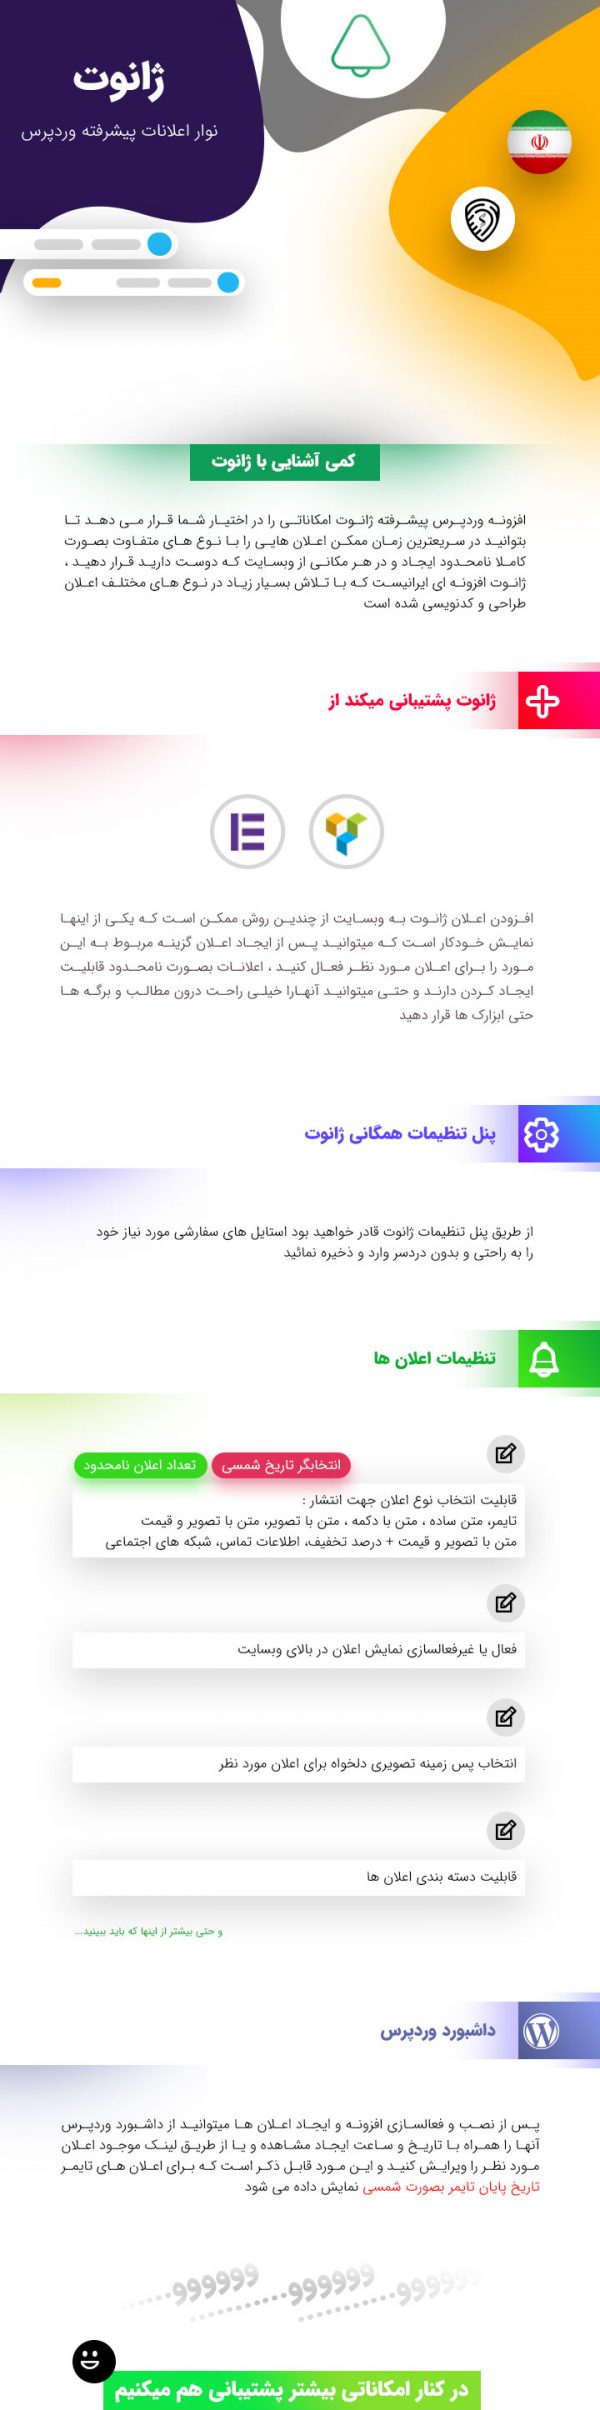 ژانوت
نوار اعلانات پیشرفته وردپرس
کمی آشنایی با ژانوت
افزونه وردپرس پیشرفته ژانوت امکاناتی را در اختیار شما قرار می دهد تا
بتوانید در سریعترین زمان ممکن اعلان هایی را با نوع های متفاوت بصورت
کاملا نامحدود ایجاد و در هر مکانی از وبسایت که دوست دارید قرار دهید ،
ژانوت افزونه ای ایرانیست که با تلاش بسیار زیاد در نوع های مختلف اعلان
طراحی و کدنویسی شده است
ژانوت پشتیبانی میکند از
افزودن اعلان ژانوت به وبسایت از چندین روش ممکن است که یکی از اینها
نمایش خودکار است که میتوانید پس از ایجاد اعلان گزینه مربوط به این
مورد را برای اعلان مورد نظر فعال کنید ، اعلانات بصورت نامحدود قابلیت
ایجاد کردن دارند و حتی میتوانید آنهارا خیلی راحت درون مطالب و برگه ها
حتی ابزارک ها قرار دهید
پنل تنظیمات همگانی ژانوت
از طریق پنل تنظیمات ژانوت قادر خواهید بود استایل های سفارشی مورد نیاز خود
را به راحتی و بدون دردسر وارد و ذخیره نمائید
تنظیمات اعلان ها
انتخابگر تاریخ شمسی
تعداد اعلان نامحدود
قابلیت انتخاب نوع اعلان جهت انتشار :
تایمر، متن ساده ، متن با دکمه ، متن با تصویر، متن با تصویر و قیمت
متن با تصویر و قیمت + درصد تخفیف، اطلاعات تماس، شبکه های اجتماعی
فعال یا غیرفعالسازی نمایش اعلان در بالای وبسایت
انتخاب پس زمینه تصویری دلخواه برای اعلان مورد نظر
قابلیت دسته بندی اعلان ها
و حتی بیشتر از اینها که باید ببینید...
داشبورد وردپرس
پس از نصب و فعالسازی افزونه و ایجاد اعلان ها میتوانید از داشبورد وردپرس
آنها را همراه با تاریخ و ساعت ایجاد مشاهده و یا از طریق لینک موجود اعلان
مورد نظر را ویرایش کنید و این مورد قابل ذکر است که برای اعلان های تایمر
تاریخ پایان تایمر بصورت شمسی نمایش داده می شود
وووووو...........وووووو...........وووووو........
در کنار امکاناتی بیشتر پشتیبانی هم میکنیم